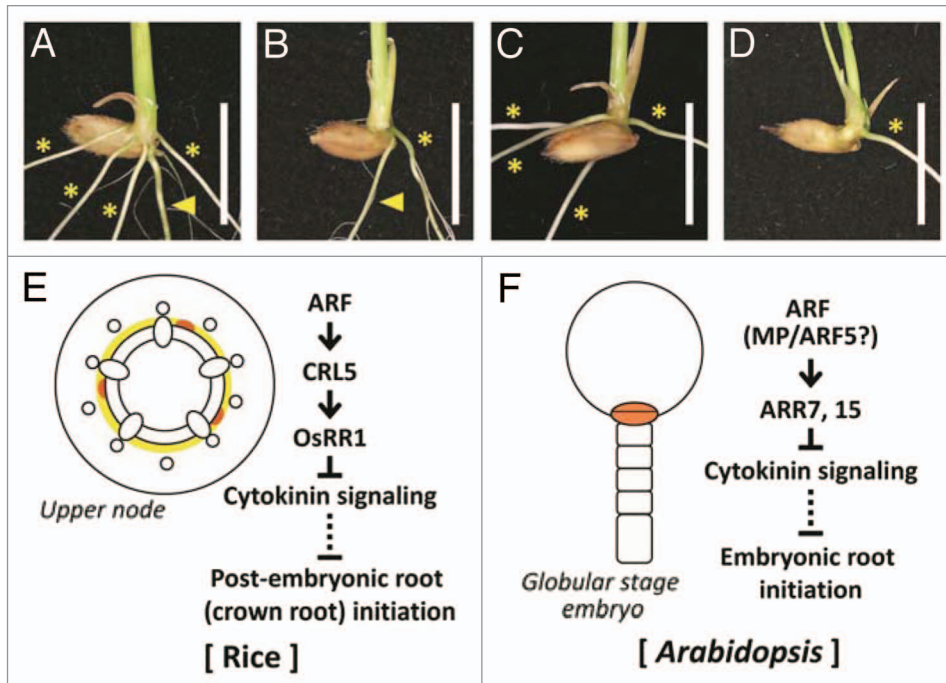 A
B
C
D
*
*
*
*
*
*
*
*
*
*
E
ARF
CRL5
OsRR1
Cytokinin signaling
Upper node
Post-embryonic root
(crown root) initiation
[ Rice ]
F
ARF
(MP/ARF5?)
ARR7, 15
Cytokinin signaling
Embryonic root
initiation
Globular stage
embryo
[ Arabidopsis ]